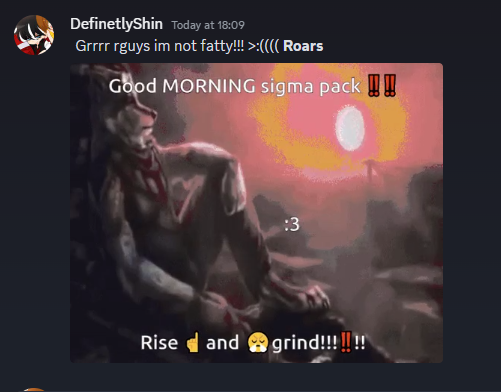 DefinetlyShin Today at 18:09
Grrrr rguys im not fatty!!! >:(((( Roars
Good MORNING sigma pack ‼️‼️
:3
Rise ☝️and 😤grind!!!‼️!!